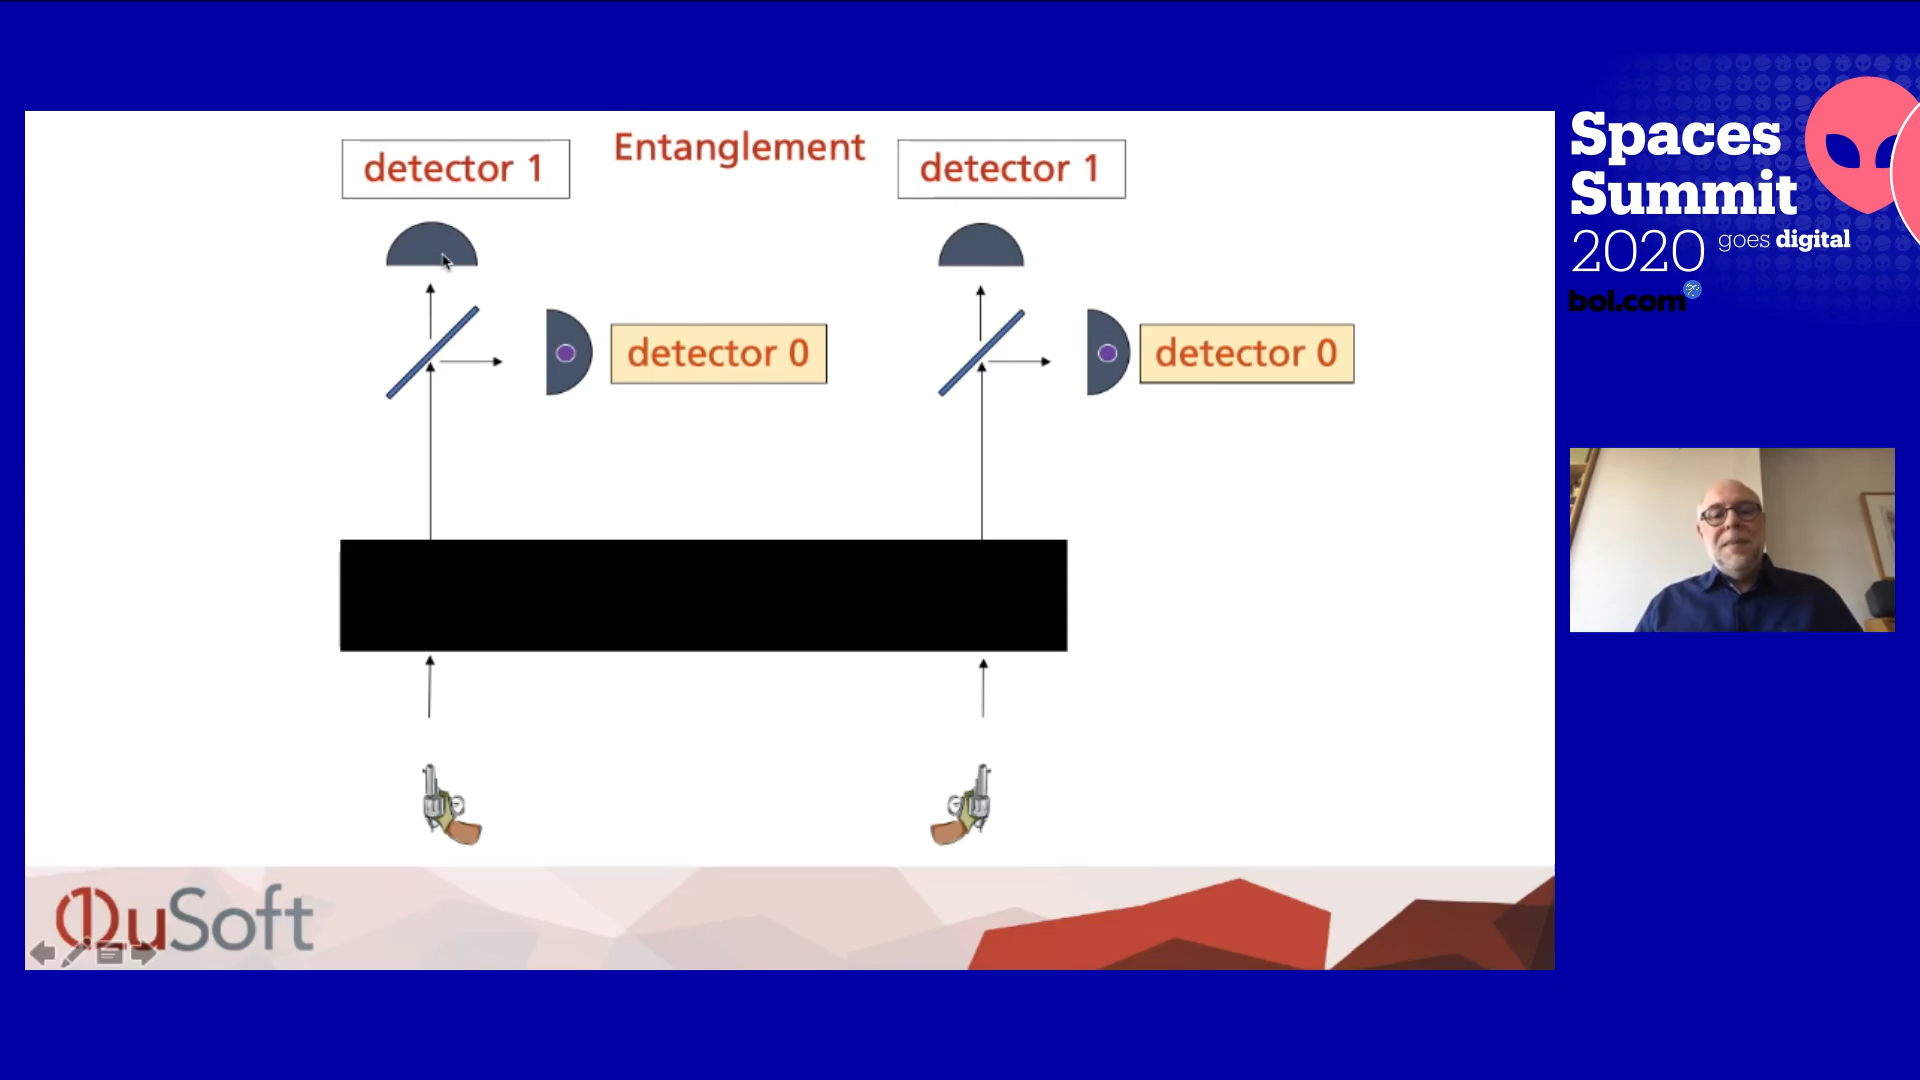 Entanglement
detector 1
detector 1
detector 0
detector 0
QuSoft
Spaces
Summit
2020 goes digital
bol.com